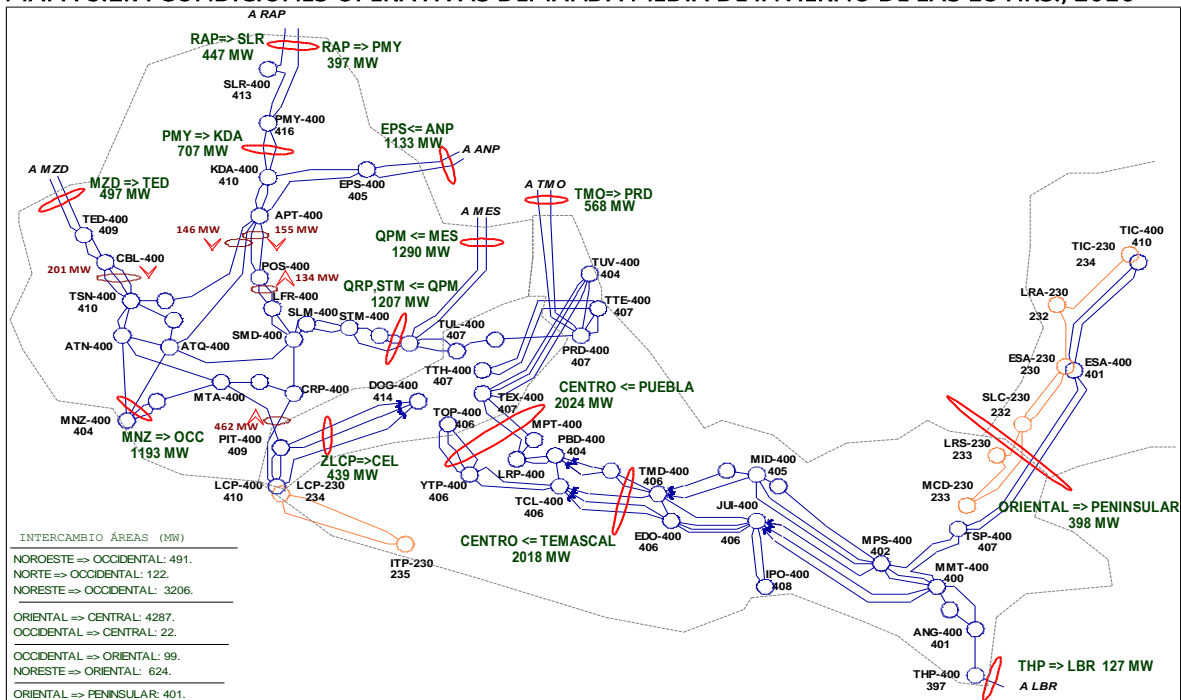 A RAP
RAP => SLR
447 MW
RAP => PMY
397 MW
SLR-400
413
PMY-400
416
PMY => KDA
707 MW
EPS<= ANP
1133 MW
A ANP
KDA-400
410
EPS-400
405
A MZD
MZD => TED
497 MW
A TMO
TMO=> PRD
568 MW
TED-400
409
APT-400
A MES
146 MW
155 MW
QPM <= MES
1290 MW
TIC-400
410
TIC-230
234
CBL-400
201 MW
POS-400
134 MW
TUV-400
404
TSN-400
410
LFR-400
QRP,STM <= QPM
1207 MW
TTE-400
407
LRA-230
232
SLM-400
STM-400
TUL-400
407
SMD-400
ATN-400
ATQ-400
PRD-400
407
ESA-230
230
ESA-400
401
TTH-400
407
DOG-400
414
CENTRO <= PUEBLA
2024 MW
MTA-400
CRP-400
TEX-400
407
SLC-230
232
MNZ-400
404
TOP-400
406
MNZ => OCC
1193 MW
462 MW
PIT-400
409
MPT-400
PBD-400
404
LRS-230
233
ZLCP=>CEL
439 MW
LRP-400
TMD-400
406
MID-400
405
LCP-400
410
LCP-230
234
YTP-400
406
TCL-400
406
MCD-230
233
ORIENTAL => PENINSULAR
398 MW
JUI-400
406
EDO-400
406
CENTRO <= TEMASCAL
2018 MW
TSP-400
407
MPS-400
402
ITP-230
235
IPO-400
408
MMT-400
400
ANG-400
401
THP-400
397
THP => LBR 127 MW
A LBR
INTERCAMBIO ÁREAS (MW)
NOROESTE => OCCIDENTAL: 491.
NORTE => OCCIDENTAL: 122.
NORESTE => OCCIDENTAL: 3206.
ORIENTAL => CENTRAL: 4287.
OCCIDENTAL => CENTRAL: 22.
OCCIDENTAL => ORIENTAL: 99.
NORESTE => ORIENTAL: 624.
ORIENTAL => PENINSULAR: 401.